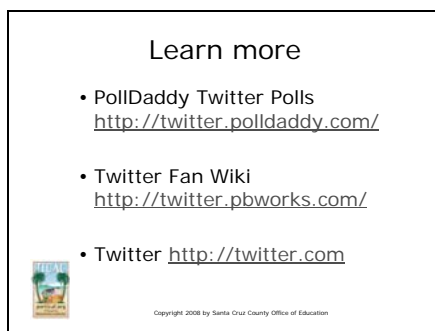 Learn more
• PollDaddy Twitter Polls
http://twitter.polldaddy.com/
• Twitter Fan Wiki
http://twitter.pbworks.com/
• Twitter http://twitter.com
Copyright 2008 by Santa Cruz County Office of Education